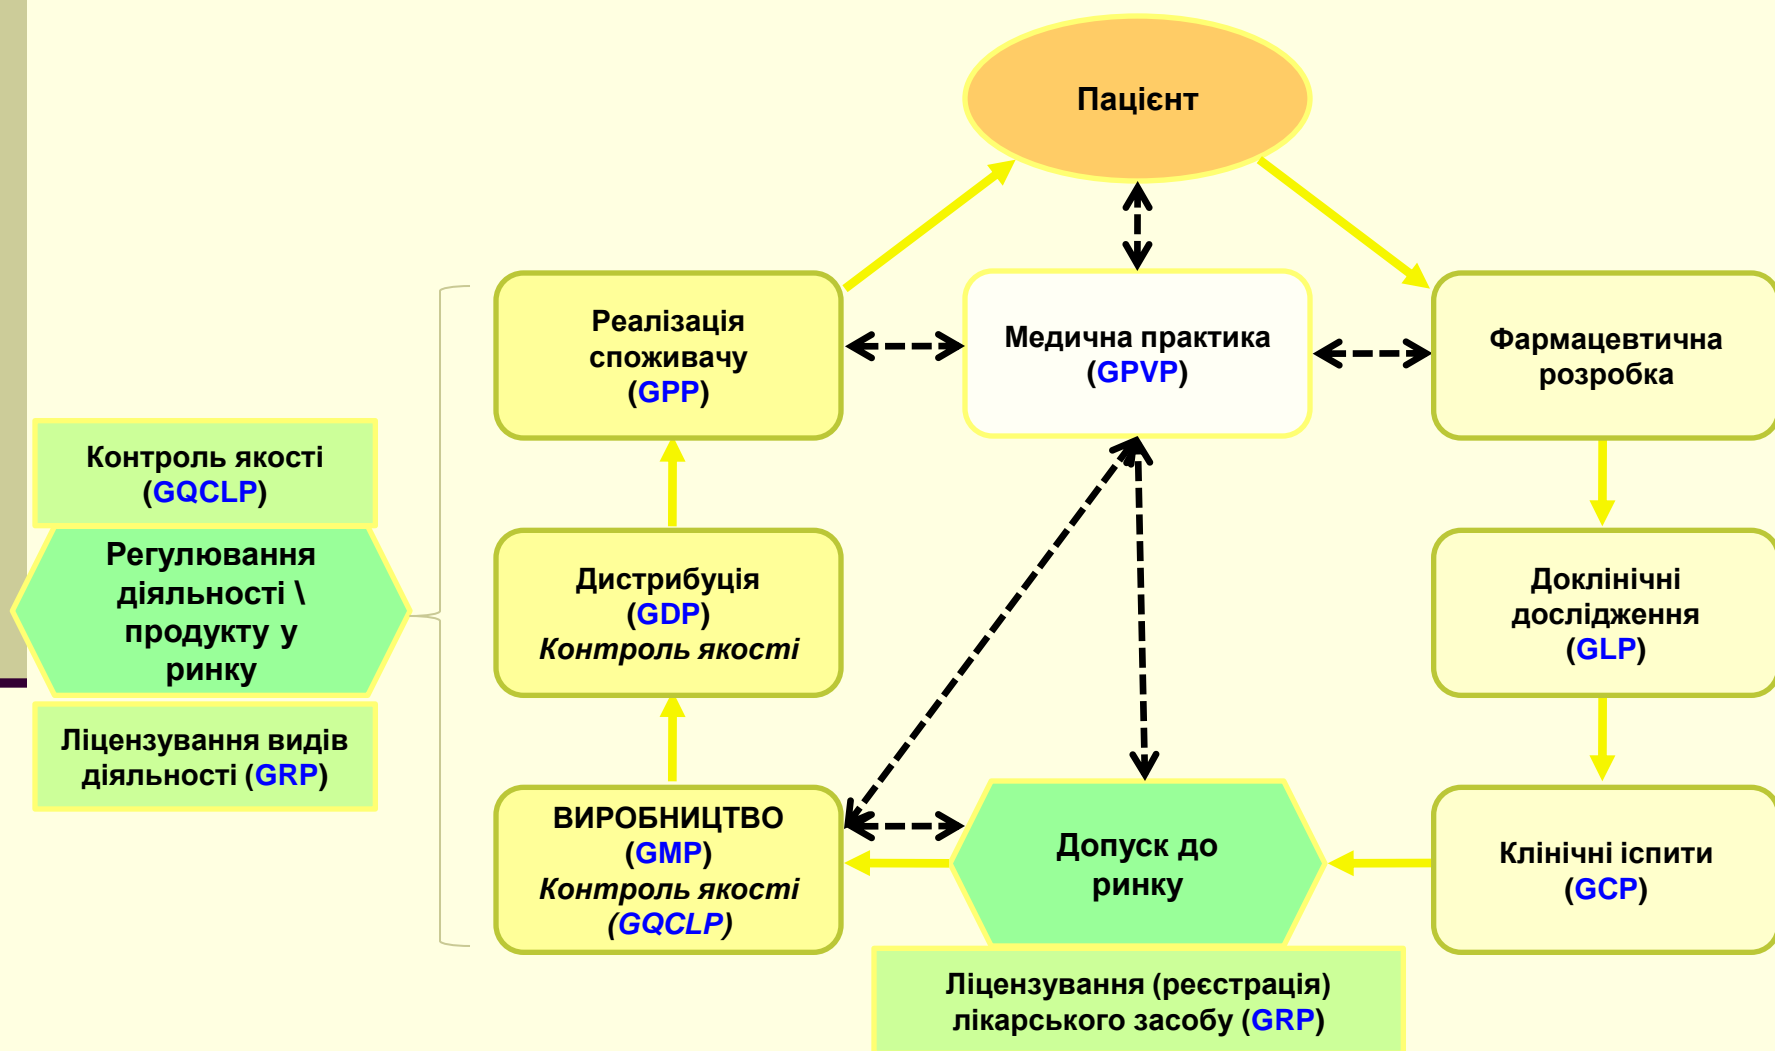 Пацієнт
Реалізація
споживачу
(GPP)
Медична практика
(GPVP)
Фармацевтична
розробка
Контроль якості
(GQCLP)
Регулювання
діяльності \
продукту у
ринку
Ліцензування видів
діяльності (GRP)
Дистрибуція
(GDP)
Контроль якості
Доклінічні
дослідження
(GLP)
ВИРОБНИЦТВО
(GMP)
Контроль якості
(GQCLP)
Допуск до
ринку
Клінічні іспити
(GCP)
Ліцензування (реєстрація)
лікарського засобу (GRP)